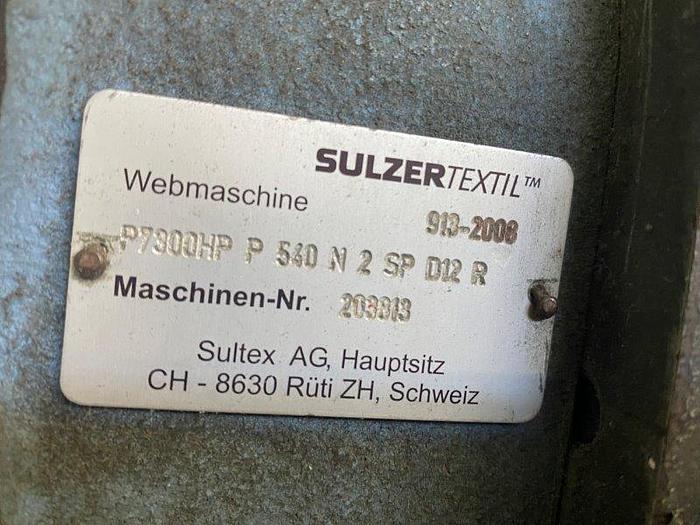 SULZERTEXTIL™
Webmaschine
913-2008
P7300HP P 540 N 2 SP D12 R
Maschinen-Nr. 203313
Sultex AG, Hauptsitz
CH - 8630 Rüti ZH, Schweiz